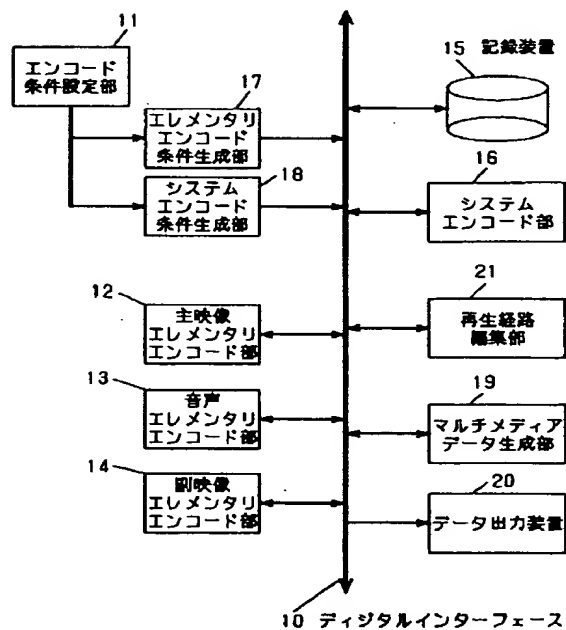 11
エンコード
条件設定部
17
エレメンタリ
エンコード
条件生成部
18
システム
エンコード
条件生成部
12
主映像
エレメンタリ
エンコード部
13
音声
エレメンタリ
エンコード部
14
副映像
エレメンタリ
エンコード部
15 記録装置
16
システム
エンコード部
21
再生経路
編集部
19
マルチメディア
データ生成部
20
データ出力装置
10 ディジタルインターフェース